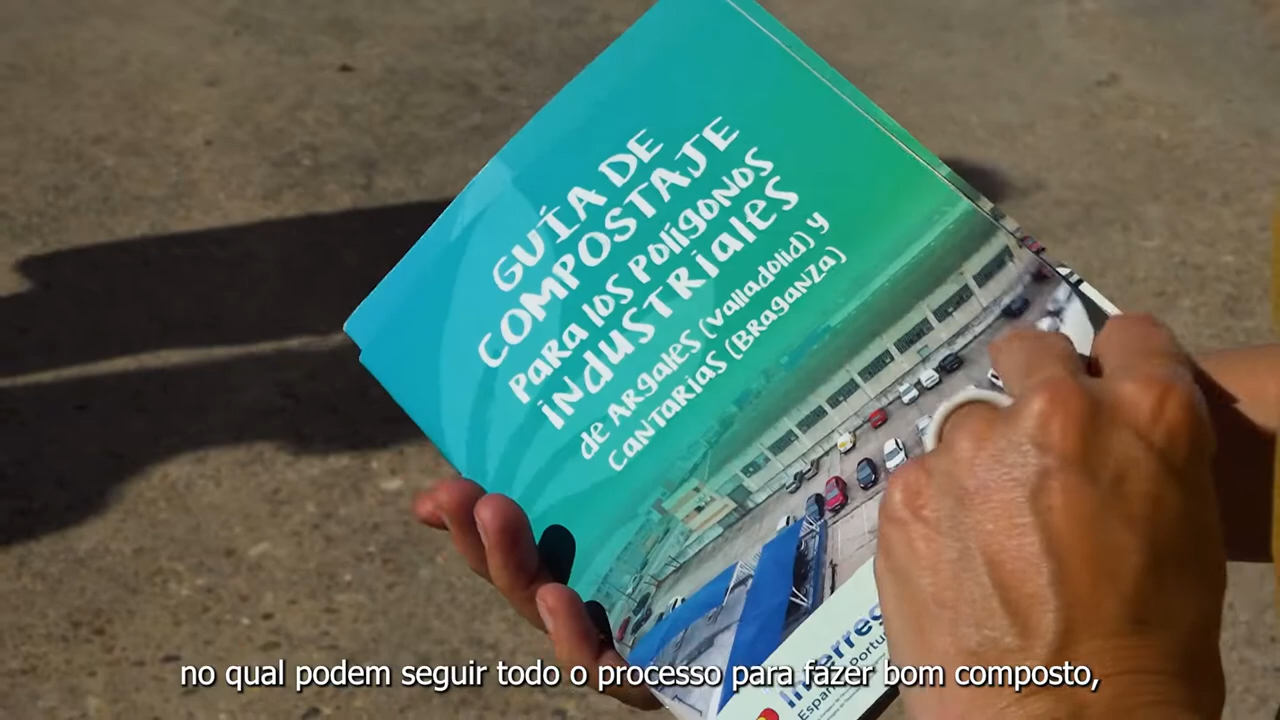 GUÍA DE
COMPOSTAJE
PARA los Polígonos
iNdUSTRiales
de ARgales (valladolid) y
CaNTaRiaS (BRagaNZa)
Interreg
no qual podem seguir todo o processo para fazer bom composto,